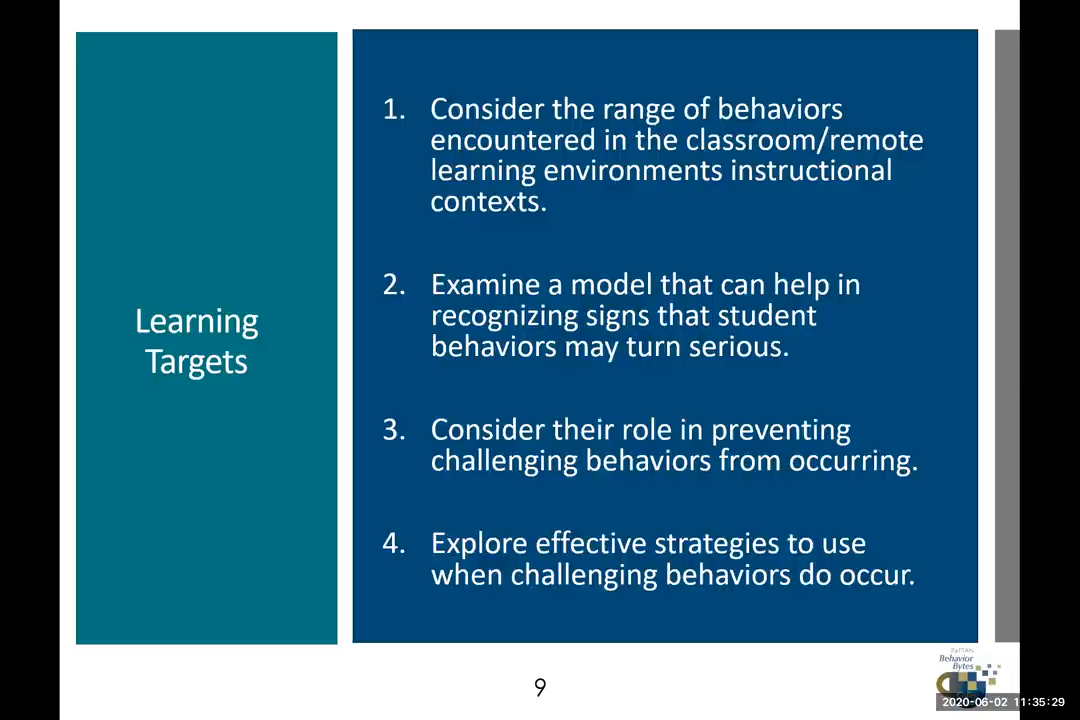 Learning
Targets
1. Consider the range of behaviors
encountered in the classroom/remote
learning environments instructional
contexts.
2. Examine a model that can help in
recognizing signs that student
behaviors may turn serious.
3. Consider their role in preventing
challenging behaviors from occurring.
4. Explore effective strategies to use
when challenging behaviors do occur.
9
PaTTAN
Behavior
Bytes
2020-06-02 11:35:29